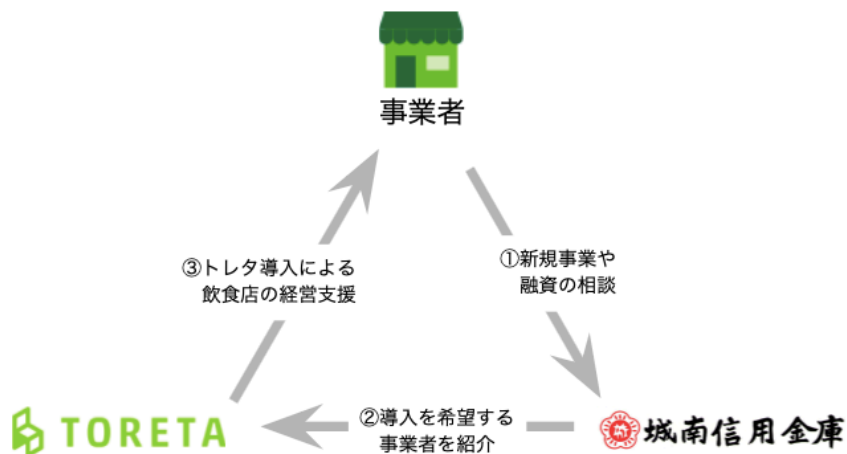 事業者
①新規事業や
融資の相談
②導入を希望する
事業者を紹介
③トレタ導入による
飲食店の経営支援
TORETA
城南信用金庫